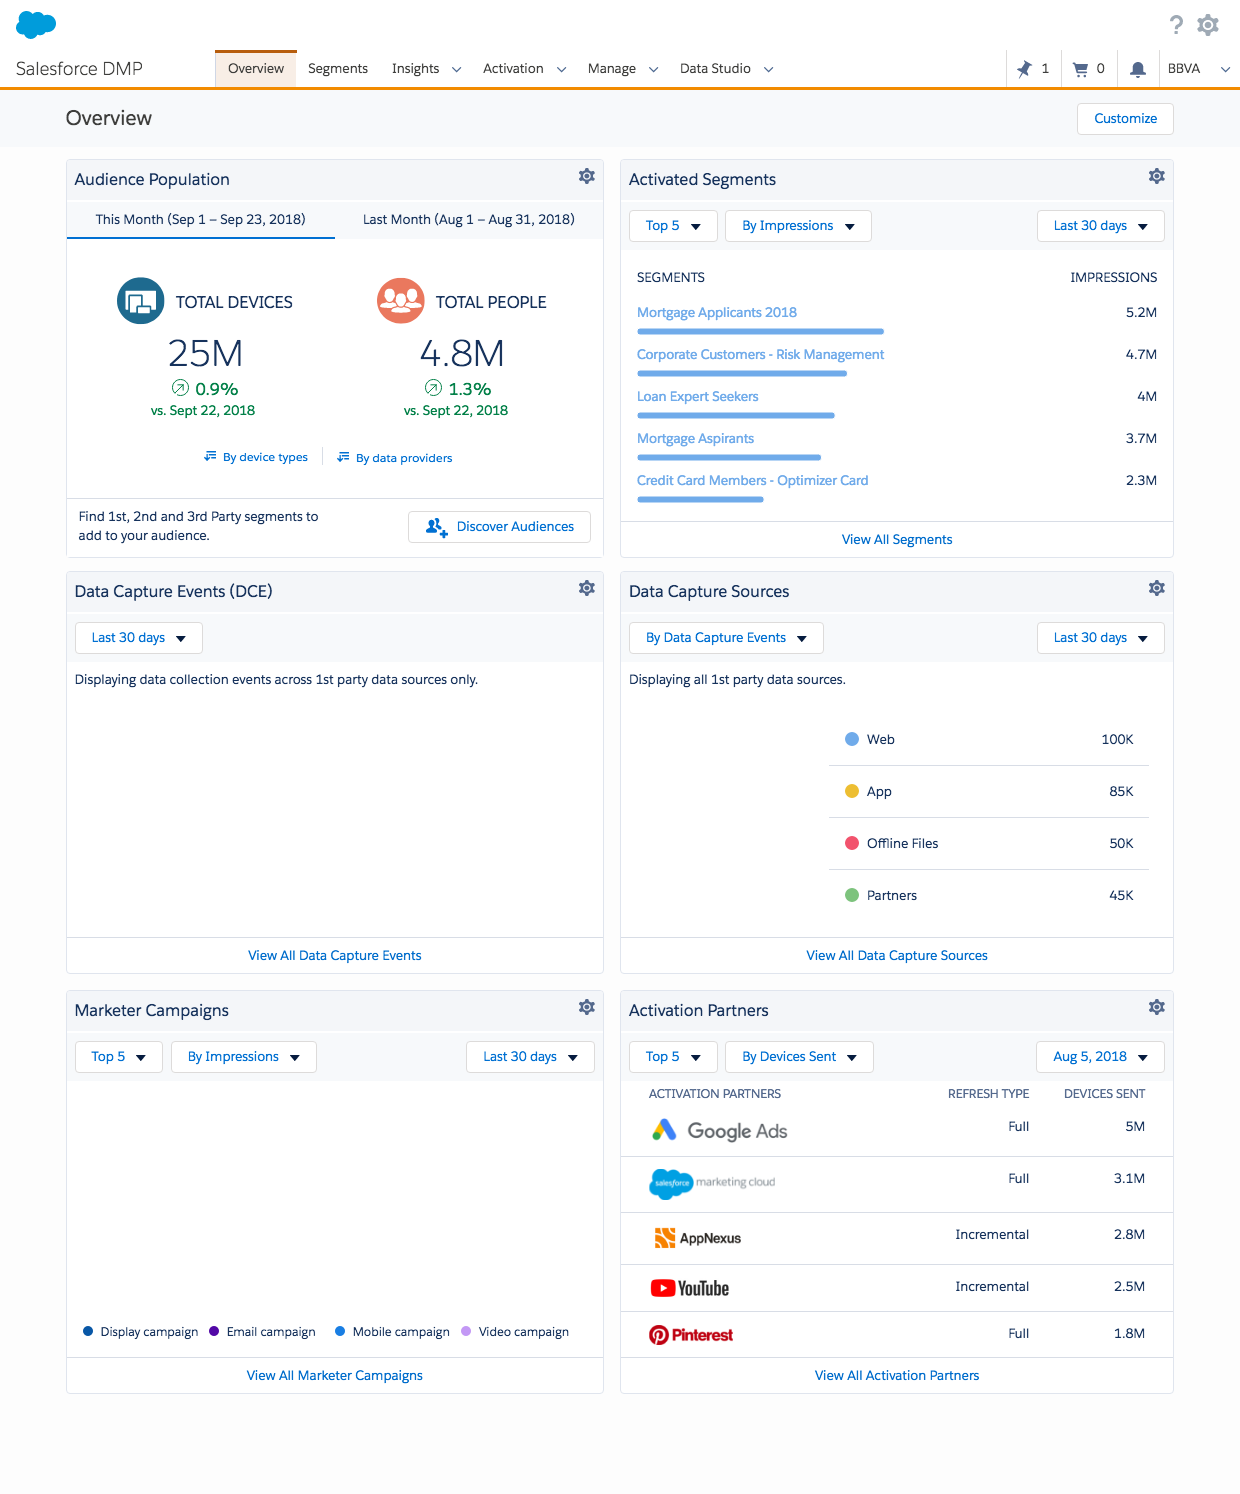 Salesforce DMP
Overview
Segments
Insights
Activation
Manage
Data Studio
1
0
BBVA
Overview
Customize
Audience Population
This Month (Sep 1 – Sep 23, 2018)
Last Month (Aug 1 – Aug 31, 2018)
TOTAL DEVICES
25M
0.9%
vs. Sept 22, 2018
TOTAL PEOPLE
4.8M
1.3%
vs. Sept 22, 2018
By device types
By data providers
Find 1st, 2nd and 3rd Party segments to
add to your audience.
Discover Audiences
Activated Segments
Top 5
By Impressions
Last 30 days
SEGMENTS IMPRESSIONS
Mortgage Applicants 2018 5.2M
Corporate Customers - Risk Management 4.7M
Loan Expert Seekers 4M
Mortgage Aspirants 3.7M
Credit Card Members - Optimizer Card 2.3M
View All Segments
Data Capture Events (DCE)
Last 30 days
Displaying data collection events across 1st party data sources only.
View All Data Capture Events
Data Capture Sources
By Data Capture Events
Last 30 days
Displaying all 1st party data sources.
Web 100K
App 85K
Offline Files 50K
Partners 45K
View All Data Capture Sources
Marketer Campaigns
Top 5
By Impressions
Last 30 days
Display campaign
Email campaign
Mobile campaign
Video campaign
View All Marketer Campaigns
Activation Partners
Top 5
By Devices Sent
Aug 5, 2018
ACTIVATION PARTNERS REFRESH TYPE DEVICES SENT
Google Ads Full 5M
salesforce marketing cloud Full 3.1M
AppNexus Incremental 2.8M
YouTube Incremental 2.5M
Pinterest Full 1.8M
View All Activation Partners